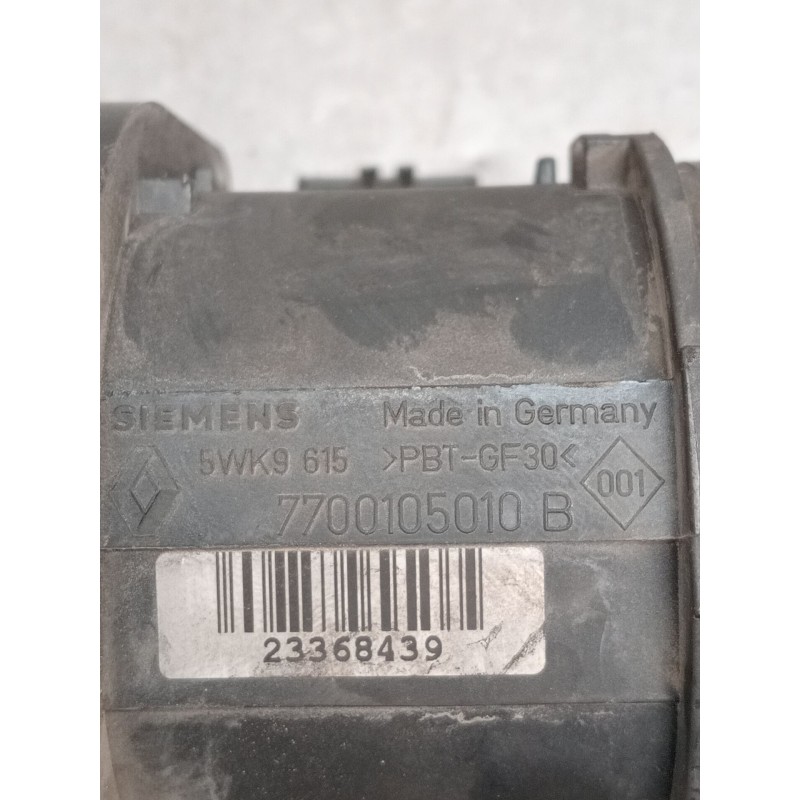 SIEMENS Made in Germany
5WK9 615 >PBT-GF30< 001
7700105010 B
23368439